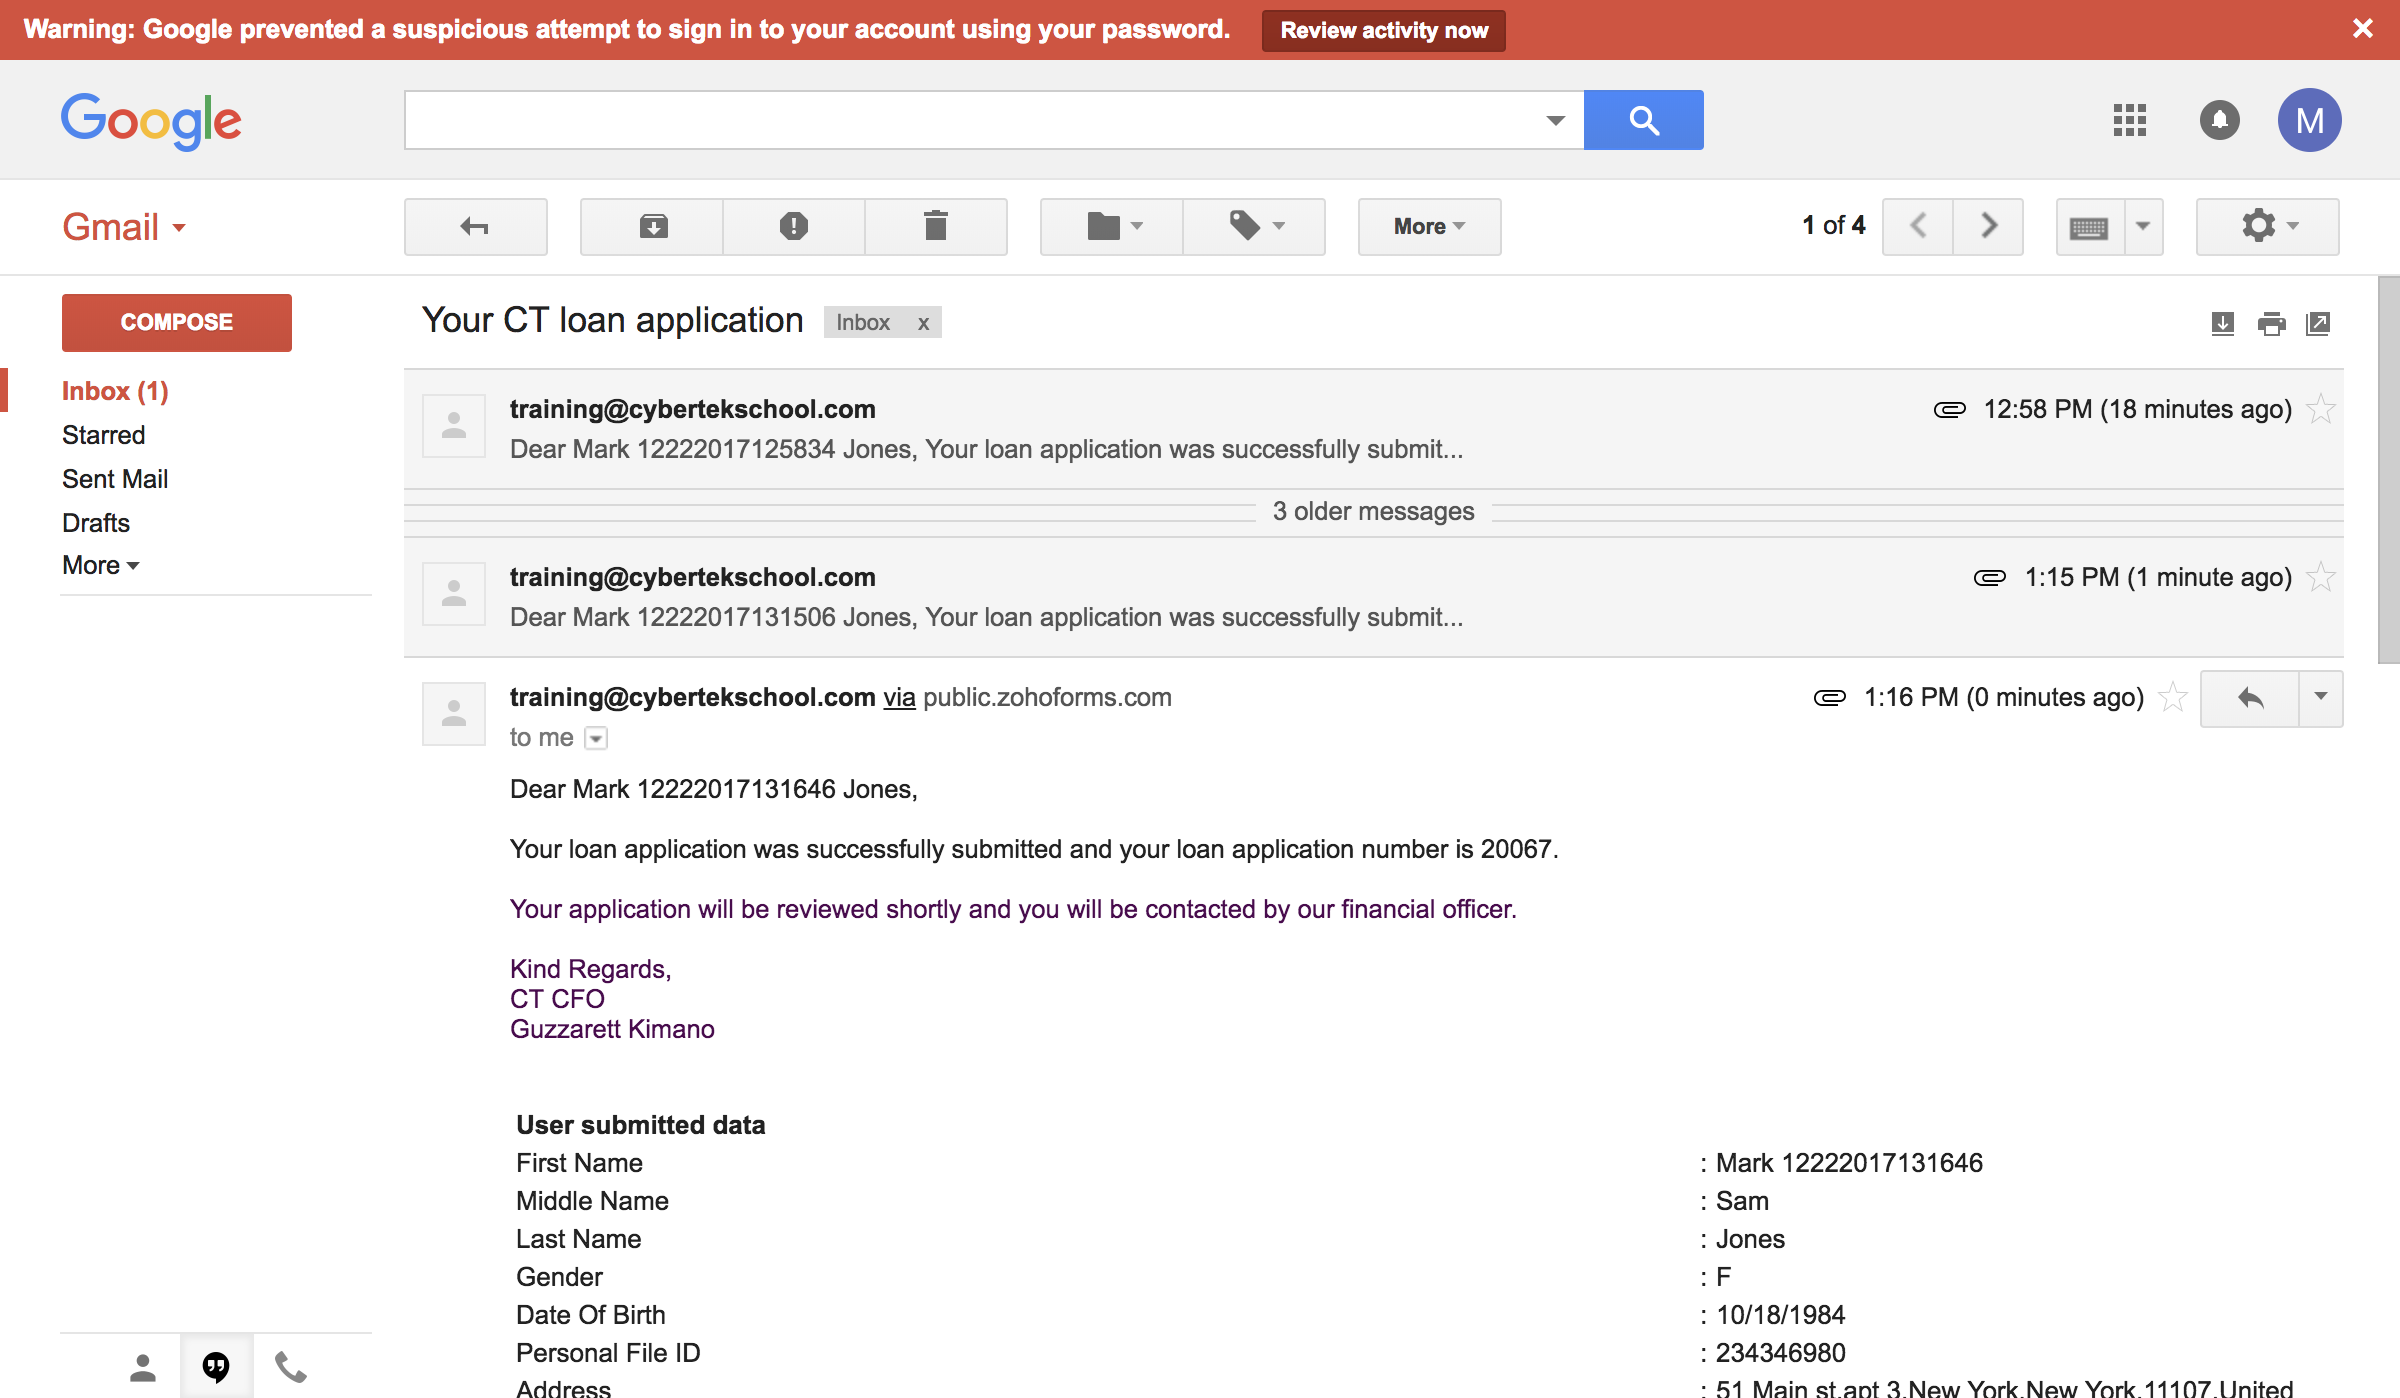 Warning: Google prevented a suspicious attempt to sign in to your account using your password. Review activity now ×
Google
M
Gmail
More
1 of 4
COMPOSE
Your CT loan application Inbox x
Inbox (1)
Starred
Sent Mail
Drafts
More
training@cybertekschool.com 12:58 PM (18 minutes ago)
Dear Mark 12222017125834 Jones, Your loan application was successfully submit...
3 older messages
training@cybertekschool.com 1:15 PM (1 minute ago)
Dear Mark 12222017131506 Jones, Your loan application was successfully submit...
training@cybertekschool.com via public.zohoforms.com 1:16 PM (0 minutes ago)
to me
Dear Mark 12222017131646 Jones,
Your loan application was successfully submitted and your loan application number is 20067.
Your application will be reviewed shortly and you will be contacted by our financial officer.
Kind Regards,
CT CFO
Guzzarett Kimano
User submitted data
First Name : Mark 12222017131646
Middle Name : Sam
Last Name : Jones
Gender : F
Date Of Birth : 10/18/1984
Personal File ID : 234346980
Address : 51 Main st,apt 3,New York,New York,11107,United